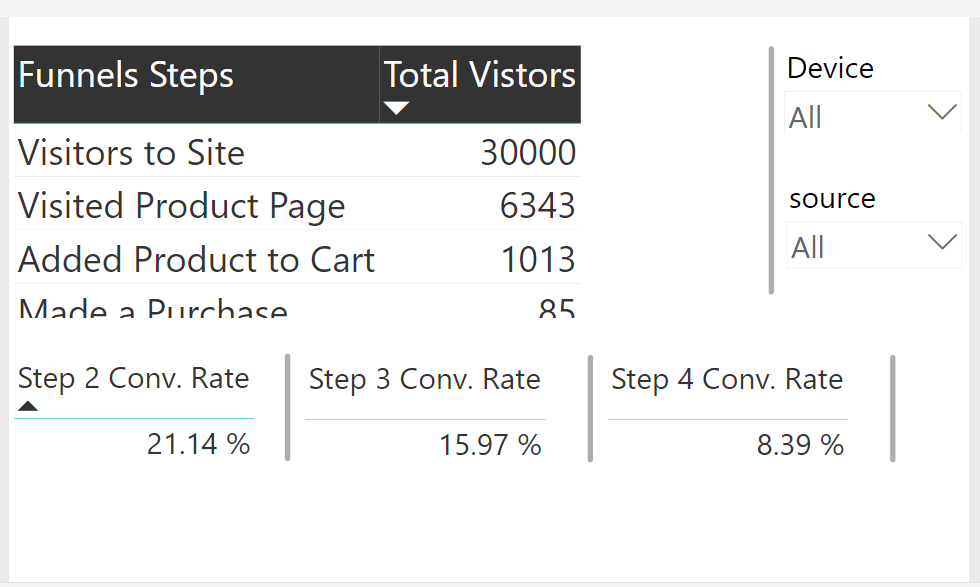 Funnels Steps Total Vistors
Visitors to Site 30000
Visited Product Page 6343
Added Product to Cart 1013
Made a Purchase 85
Device
All
source
All
Step 2 Conv. Rate Step 3 Conv. Rate Step 4 Conv. Rate
21.14 % 15.97 % 8.39 %